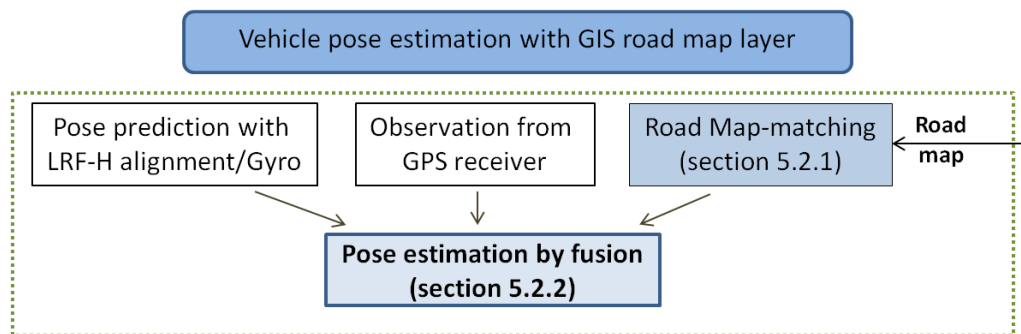 Vehicle pose estimation with GIS road map layer
Pose prediction with
LRF-H alignment/Gyro
Observation from
GPS receiver
Road Map-matching
(section 5.2.1)
Road
map
Pose estimation by fusion
(section 5.2.2)